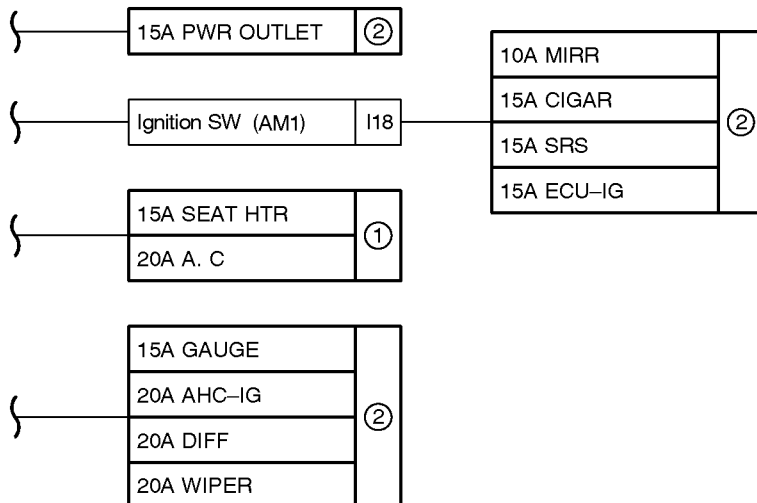 15A PWR OUTLET ②
Ignition SW (AM1) I18
10A MIRR
15A CIGAR
15A SRS
15A ECU–IG
②
15A SEAT HTR
20A A. C
①
15A GAUGE
20A AHC–IG
20A DIFF
20A WIPER
②